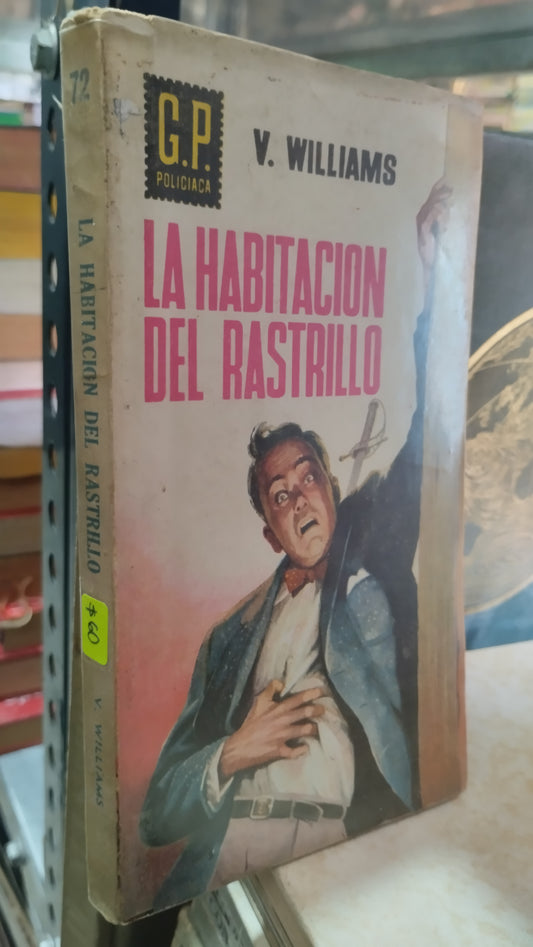 G.P.
POLICIACA
V. WILLIAMS
LA HABITACION
DEL RASTRILLO
72
LA HABITACION DEL RASTRILLO
$60
V. WILLIAMS